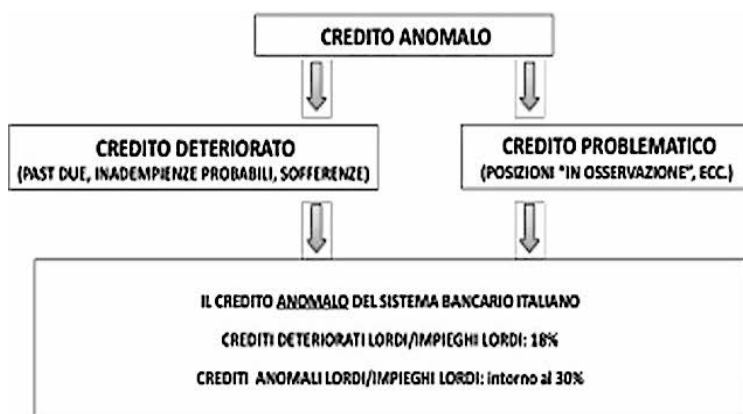 CREDITO ANOMALO
CREDITO DETERIORATO
(PAST DUE, INADEMPIENZE PROBABILI, SOFFERENZE)
CREDITO PROBLEMATICO
(POSIZIONI "IN OSSERVAZIONE", ECC.)
IL CREDITO ANOMALO DEL SISTEMA BANCARIO ITALIANO
CREDITI DETERIORATI LORDI/IMPIEGHI LORDI: 18%
CREDITI ANOMALI LORDI/IMPIEGHI LORDI: intorno al 30%